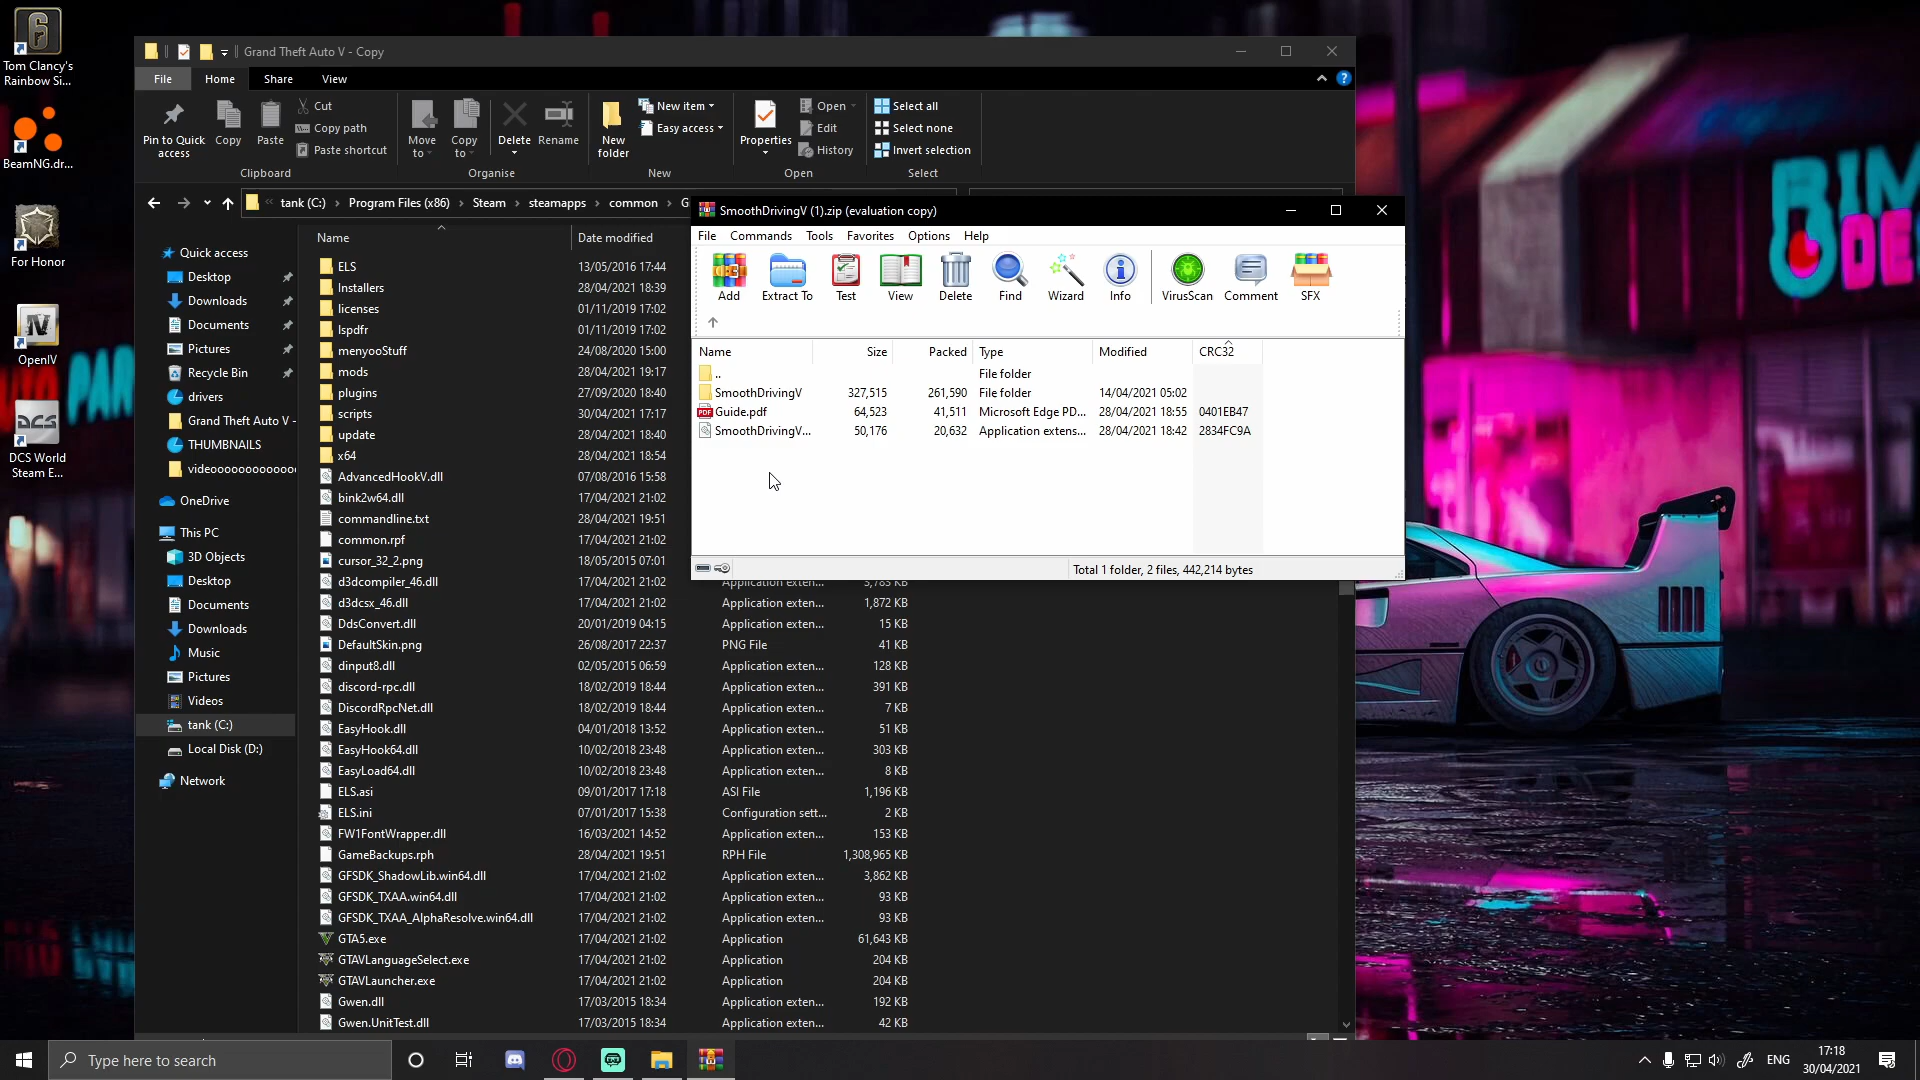 Tom Clancy's
Rainbow Si...
BeamNG.dr...
For Honor
OpenIV
DCS World
Steam E...
Grand Theft Auto V - Copy
File
Home
Share
View
Pin to Quick
access
Copy
Paste
Cut
Copy path
Paste shortcut
Clipboard
Move
to
Copy
to
Delete
Rename
Organise
New
folder
New item
Easy access
New
Properties
Open
Edit
History
Open
Select all
Select none
Invert selection
Select
tank (C:)
Program Files (x86)
Steam
steamapps
common
G
Quick access
Desktop
Downloads
Documents
Pictures
Recycle Bin
drivers
Grand Theft Auto V -
THUMBNAILS
OneDrive
This PC
3D Objects
Desktop
Documents
Downloads
Music
Pictures
Videos
tank (C:)
Local Disk (D:)
Network
Name Date modified
ELS 13/05/2016 17:44
Installers 28/04/2021 18:39
licenses 01/11/2019 17:02
lspdfr 01/11/2019 17:02
menyooStuff 24/08/2020 15:00
mods 28/04/2021 19:17
plugins 27/09/2020 18:40
scripts 30/04/2021 17:17
update 28/04/2021 18:40
x64 28/04/2021 18:54
AdvancedHookV.dll 07/08/2016 15:58
bink2w64.dll 17/04/2021 21:02
commandline.txt 28/04/2021 19:51
common.rpf 17/04/2021 21:02
cursor_32_2.png 18/05/2015 07:01
d3dcompiler_46.dll 17/04/2021 21:02 Application exten... 3,785 KB
d3dcsx_46.dll 17/04/2021 21:02 Application exten... 1,872 KB
DdsConvert.dll 20/01/2019 04:15 Application exten... 15 KB
DefaultSkin.png 26/08/2017 22:37 PNG File 41 KB
dinput8.dll 02/05/2015 06:59 Application exten... 128 KB
discord-rpc.dll 18/02/2019 18:44 Application exten... 391 KB
DiscordRpcNet.dll 18/02/2019 18:44 Application exten... 7 KB
EasyHook.dll 04/01/2018 13:52 Application exten... 51 KB
EasyHook64.dll 10/02/2018 23:48 Application exten... 303 KB
EasyLoad64.dll 10/02/2018 23:48 Application exten... 8 KB
ELS.asi 09/01/2017 17:18 ASI File 1,196 KB
ELS.ini 07/01/2017 15:38 Configuration sett... 2 KB
FW1FontWrapper.dll 16/03/2021 14:52 Application exten... 153 KB
GameBackups.rph 28/04/2021 19:51 RPH File 1,308,965 KB
GFSDK_ShadowLib.win64.dll 17/04/2021 21:02 Application exten... 3,862 KB
GFSDK_TXAA.win64.dll 17/04/2021 21:02 Application exten... 93 KB
GFSDK_TXAA_AlphaResolve.win64.dll 17/04/2021 21:02 Application exten... 93 KB
GTA5.exe 17/04/2021 21:02 Application 61,643 KB
GTAVLanguageSelect.exe 17/04/2021 21:02 Application 204 KB
GTAVLauncher.exe 17/04/2021 21:02 Application 204 KB
Gwen.dll 17/03/2015 18:34 Application exten... 192 KB
Gwen.UnitTest.dll 17/03/2015 18:34 Application exten... 42 KB
SmoothDrivingV (1).zip (evaluation copy)
File Commands Tools Favorites Options Help
Add Extract To Test View Delete Find Wizard Info VirusScan Comment SFX
Name Size Packed Type Modified CRC32
.. File folder
SmoothDrivingV 327,515 261,590 File folder 14/04/2021 05:02
PDF Guide.pdf 64,523 41,511 Microsoft Edge PD... 28/04/2021 18:55 0401EB47
SmoothDrivingV... 50,176 20,632 Application extens... 28/04/2021 18:42 2834FC9A
Total 1 folder, 2 files, 442,214 bytes
BIM
DE
PAR
DCS
Type here to search
ENG
17:18
30/04/2021